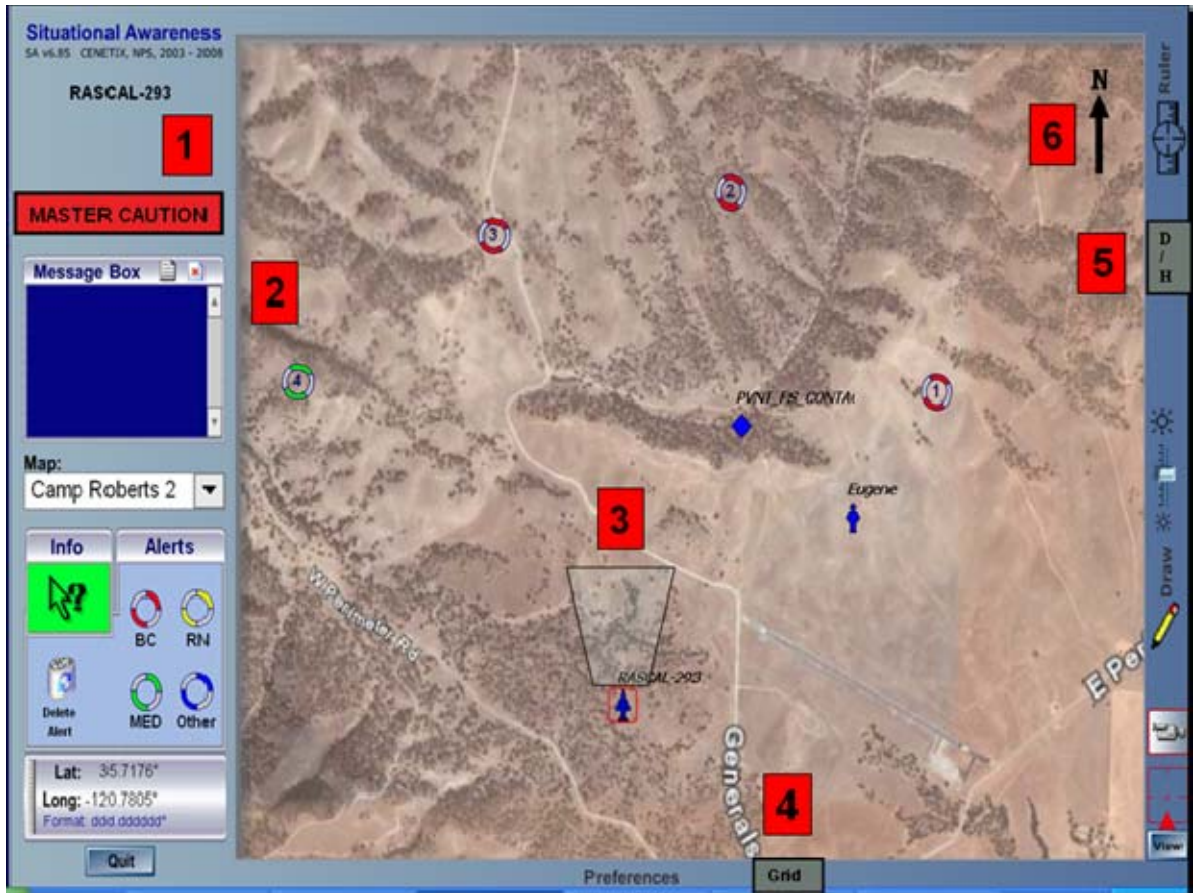 Situational Awareness
SA v6.85 CENETIX, NPS, 2003 - 2008
RASCAL-293
1
MASTER CAUTION
Message Box
2
Map:
Camp Roberts 2
Info
Alerts
BC
RN
Delete
Alert
MED
Other
Lat: 35.7176°
Long: -120.7805°
Format: ddd.dddddd°
Quit
N
6
Ruler
2
3
5
D
/
H
4
1
PVNT_FIS_CONTA
Eugene
3
W Perimeter Rd
RASCAL-293
Draw
E Per
Generals
4
View
Preferences
Grid